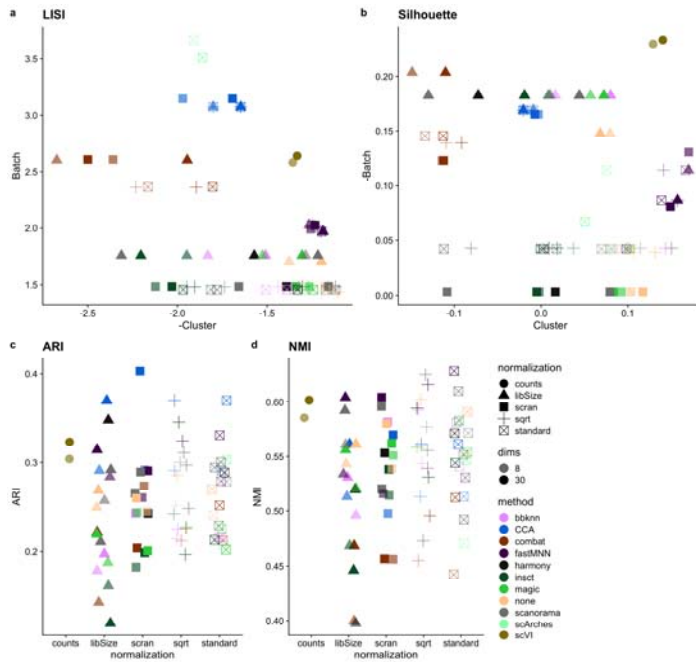 a LISI
3.5
3.0
Batch
2.5
2.0
1.5
-2.5 -2.0 -1.5
-Cluster
b Silhouette
0.20
0.15
-Batch
0.10
0.05
0.00
-0.1 0.0 0.1
Cluster
c ARI
0.4
0.3
ARI
0.2
counts libSize scran sqrt standard
normalization
d NMI
0.60
0.55
NMI
0.50
0.45
0.40
counts libSize scran sqrt standard
normalization
normalization
counts
libSize
scran
sqrt
standard
dims
8
30
method
bbknn
CCA
combat
fastMNN
harmony
insct
magic
none
scanorama
scArches
scVI